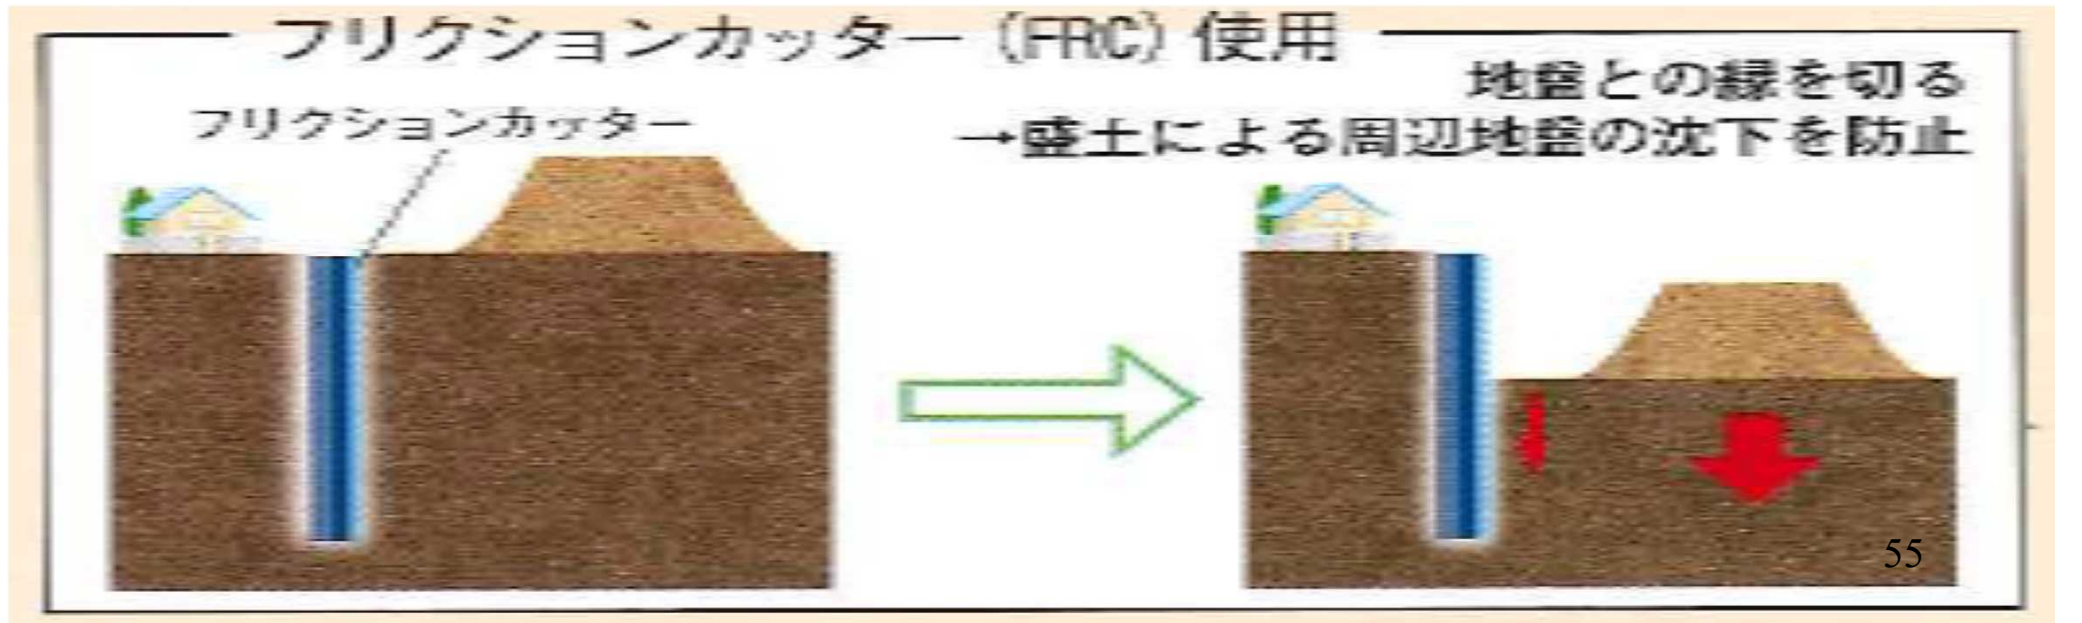 フリクションカッター（FRC）使用
地盤との縁を切る
→盛土による周辺地盤の沈下を防止
フリクションカッター
55